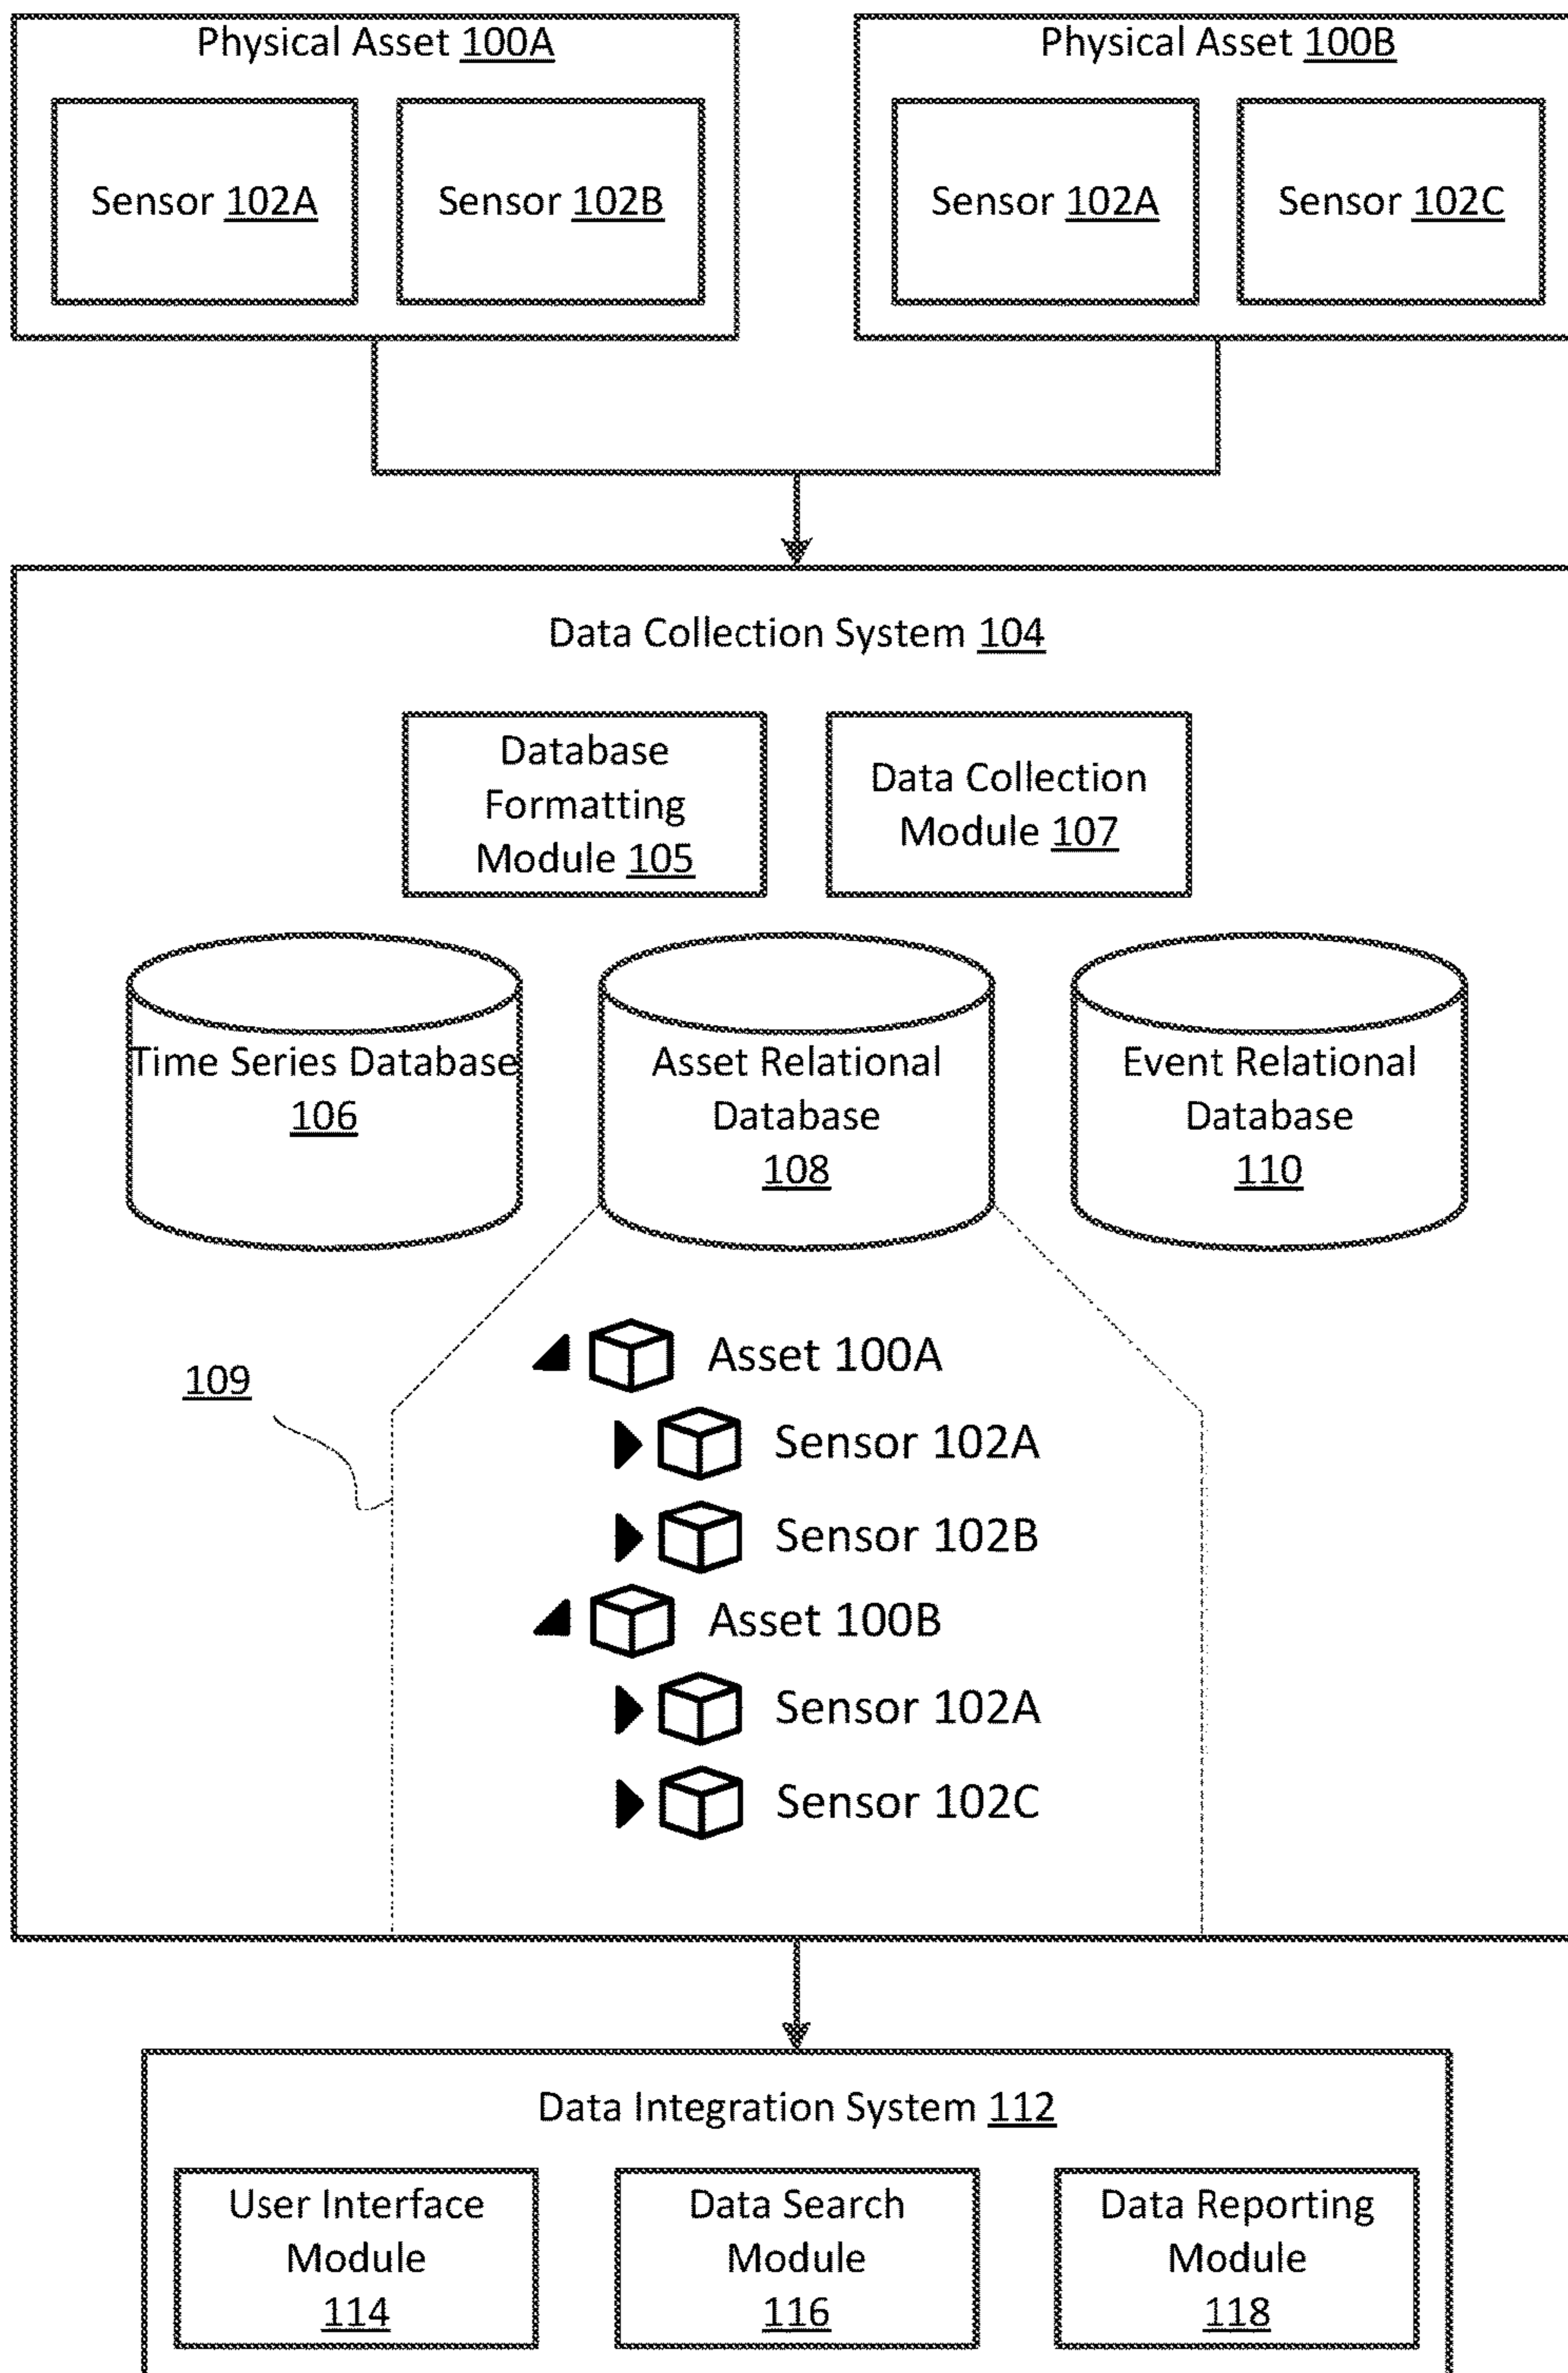 Physical Asset 100A
Physical Asset 100B
Sensor 102A
Sensor 102B
Sensor 102A
Sensor 102C
Data Collection System 104
Database
Formatting
Module 105
Data Collection
Module 107
Time Series Database
106
Asset Relational
Database
108
Event Relational
Database
110
109
Asset 100A
Sensor 102A
Sensor 102B
Asset 100B
Sensor 102A
Sensor 102C
Data Integration System 112
User Interface
Module
114
Data Search
Module
116
Data Reporting
Module
118